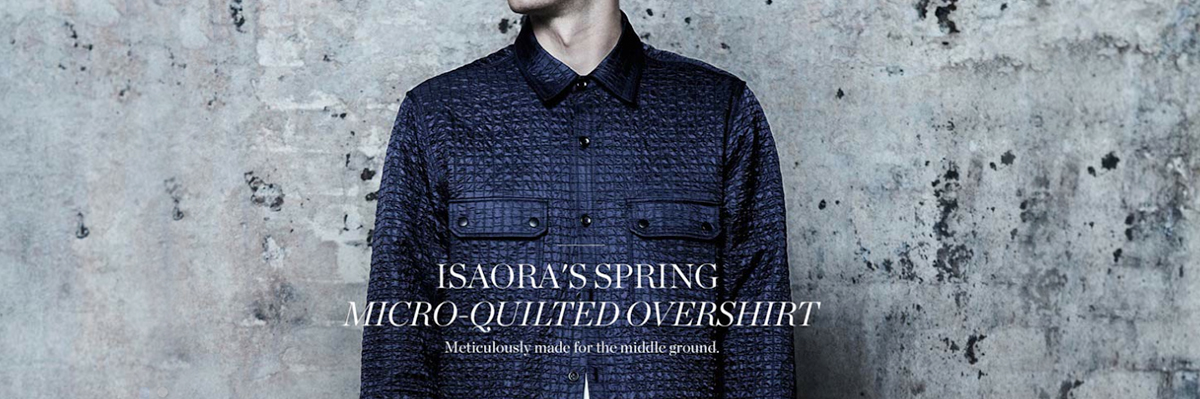 ISAORA'S SPRING
MICRO-QUILTED OVERSHIRT
Meticulously made for the middle ground.